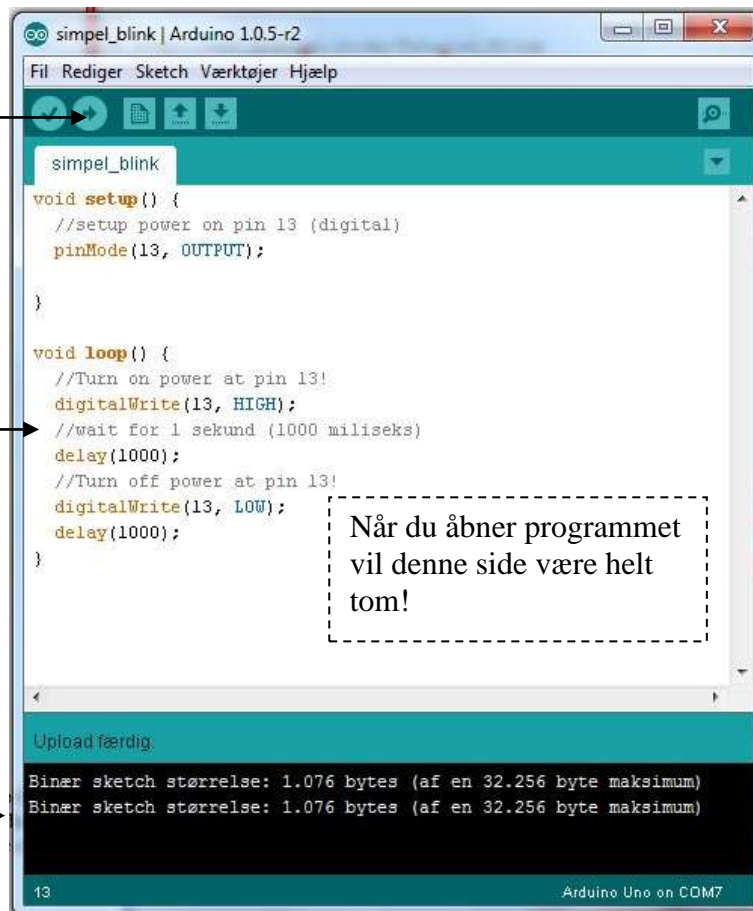 simpel_blink | Arduino 1.0.5-r2
Fil Rediger Sketch Værktøjer Hjælp
simpel_blink
void setup() {
//setup power on pin 13 (digital)
pinMode(13, OUTPUT);
}
void loop() {
//Turn on power at pin 13!
digitalWrite(13, HIGH);
//wait for 1 sekund (1000 miliseks)
delay(1000);
//Turn off power at pin 13!
digitalWrite(13, LOW);
delay(1000);
}
Når du åbner programmet
vil denne side være helt
tom!
Upload færdig.
Binær sketch størrelse: 1.076 bytes (af en 32.256 byte maksimum)
Binær sketch størrelse: 1.076 bytes (af en 32.256 byte maksimum)
13
Arduino Uno on COM7